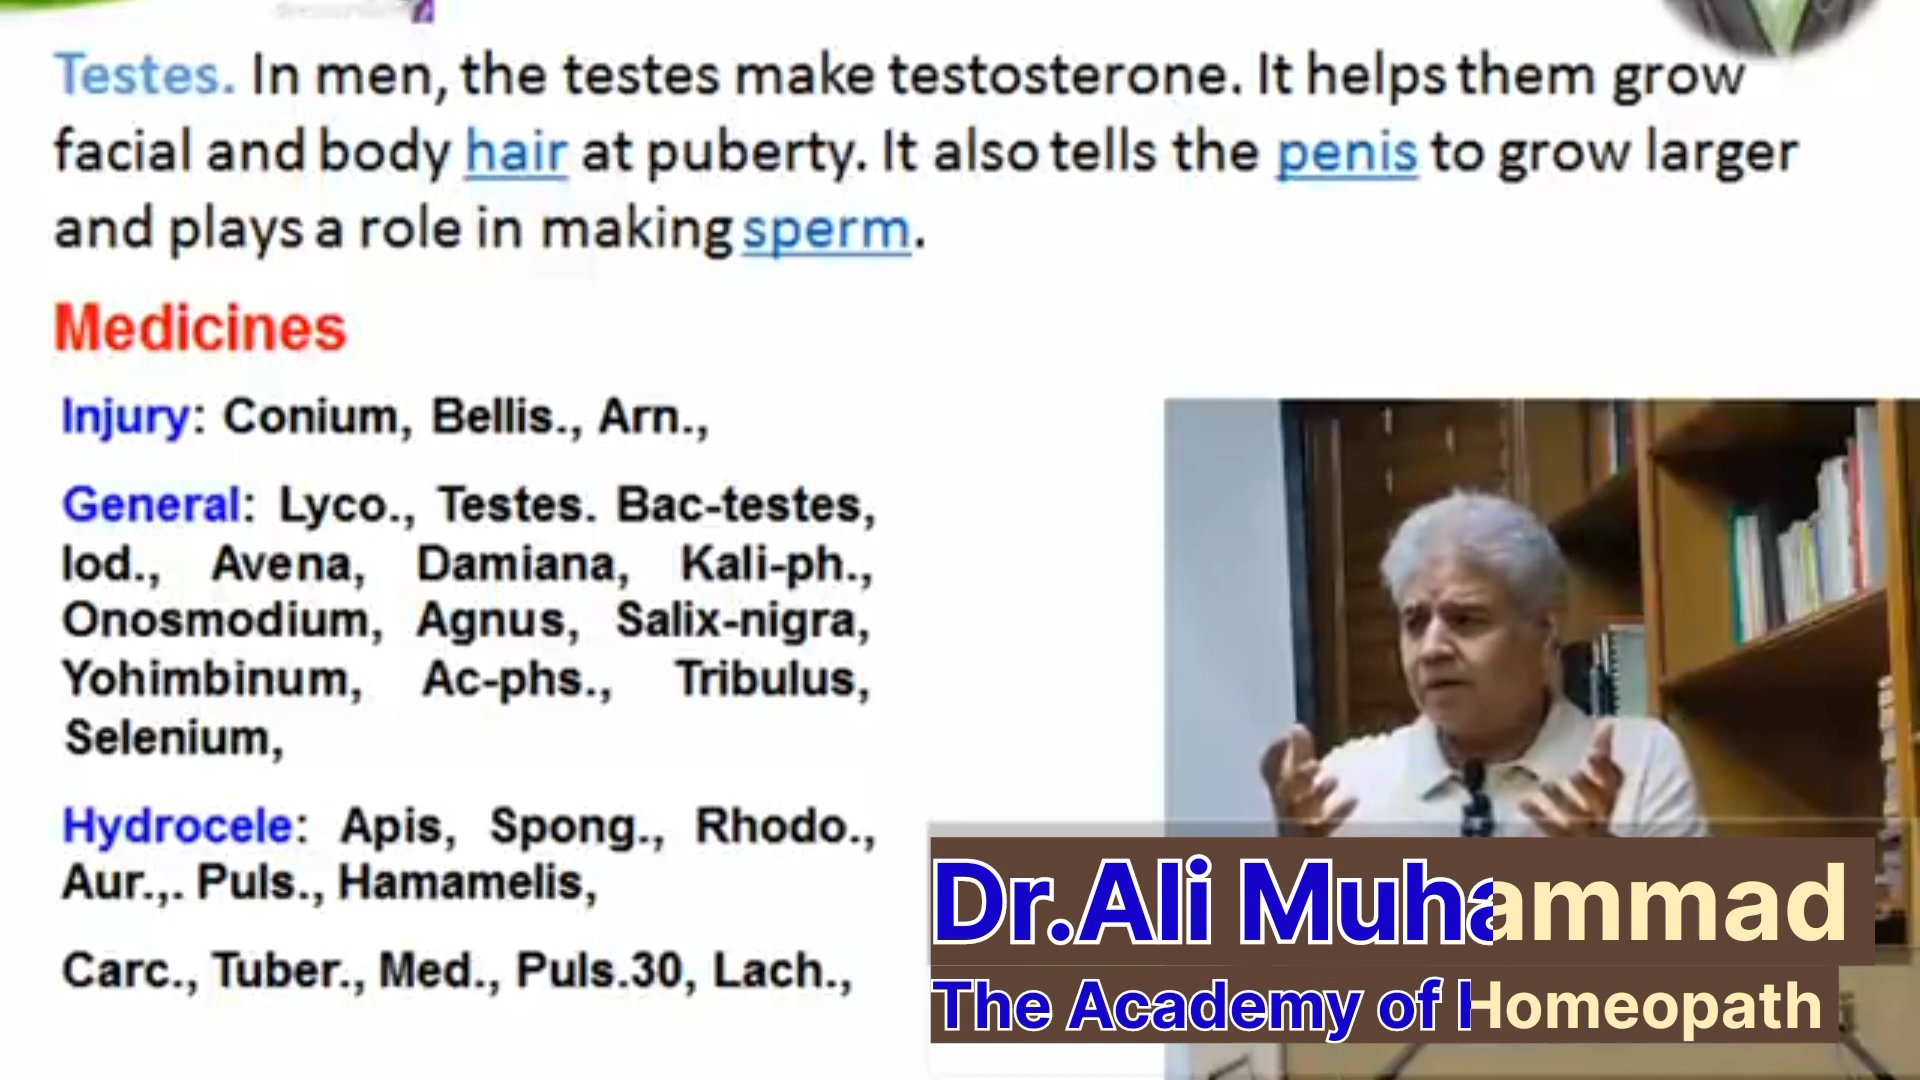 Testes. In men, the testes make testosterone. It helps them grow
facial and body hair at puberty. It also tells the penis to grow larger
and plays a role in making sperm.
Medicines
Injury: Conium, Bellis., Arn.,
General: Lyco., Testes. Bac-testes,
Iod., Avena, Damiana, Kali-ph.,
Onosmodium, Agnus, Salix-nigra,
Yohimbinum, Ac-phs., Tribulus,
Selenium,
Hydrocele: Apis, Spong., Rhodo.,
Aur.,. Puls., Hamamelis,
Carc., Tuber., Med., Puls.30, Lach.,
Dr.Ali Muhammad
The Academy of Homeopath